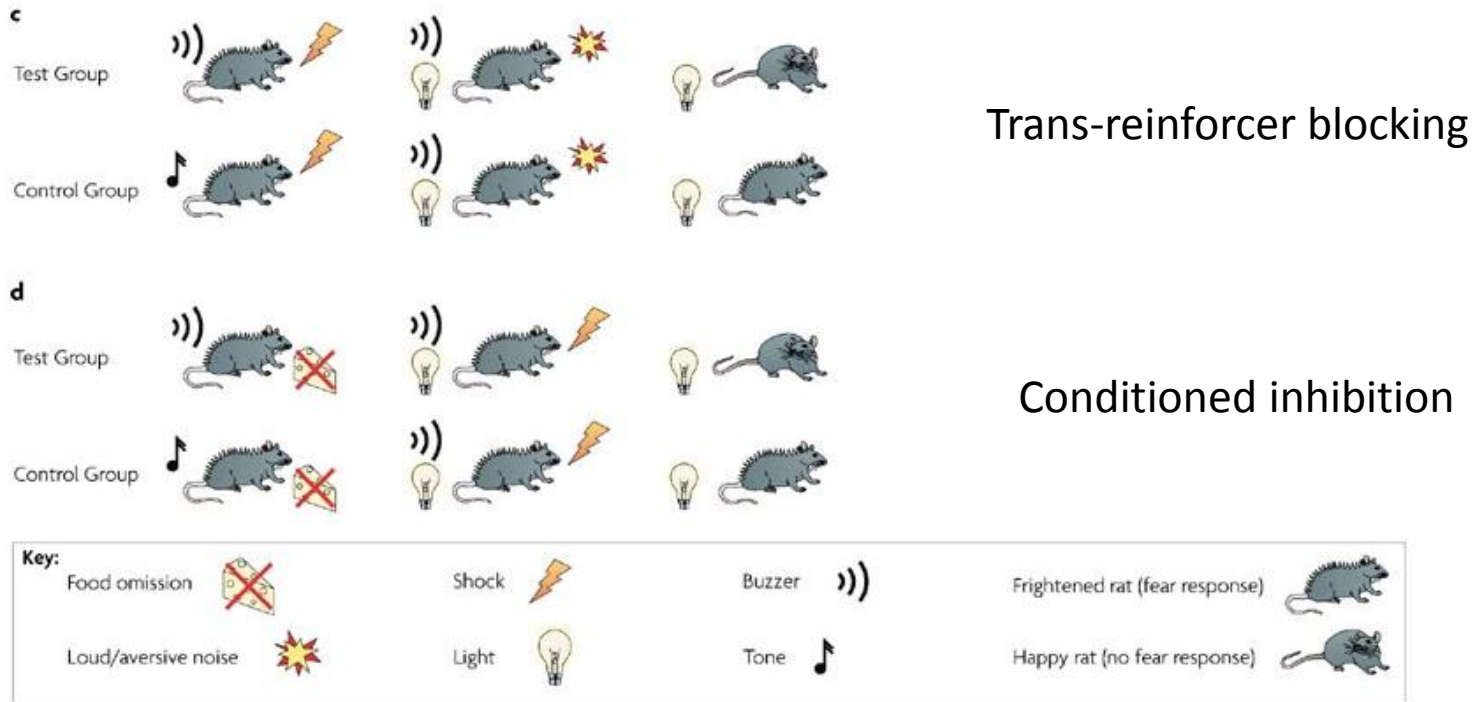 c
Test Group
Trans-reinforcer blocking
Control Group
d
Test Group
Conditioned inhibition
Control Group
Key:
Food omission
Shock
Buzzer
Frightened rat (fear response)
Loud/aversive noise
Light
Tone
Happy rat (no fear response)